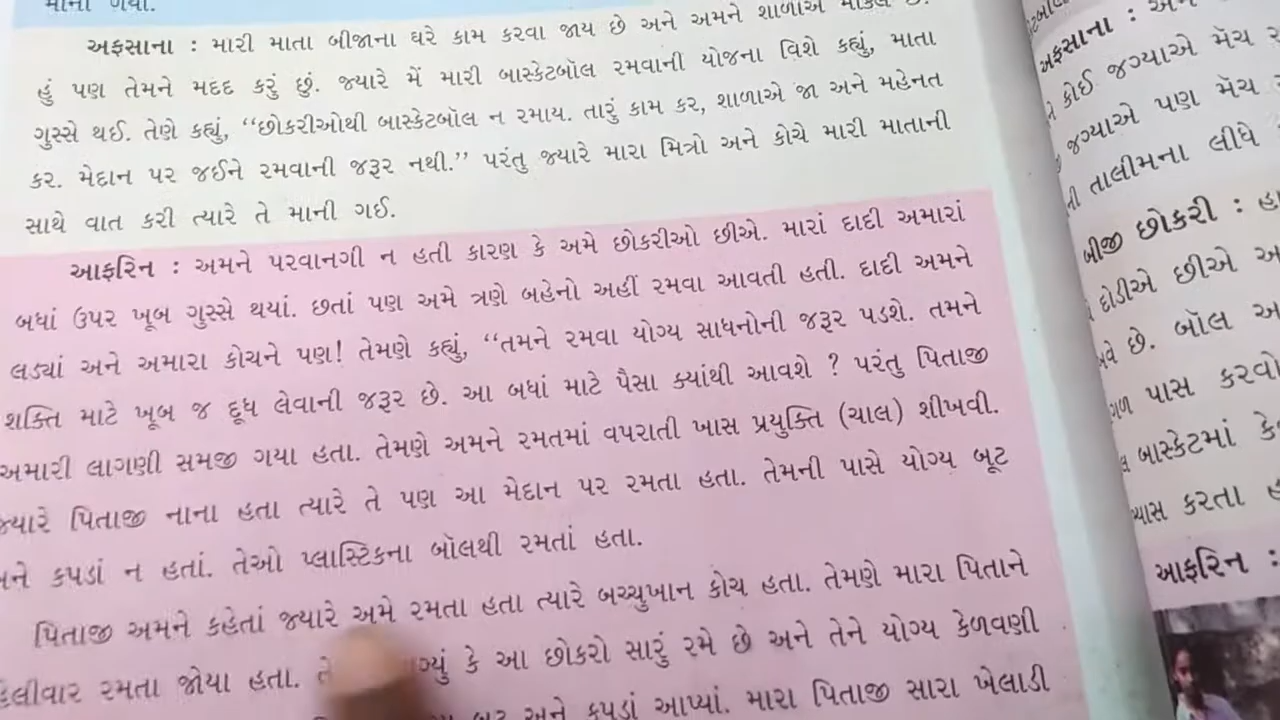 અફસાના : મારી માતા બીજાના ઘરે કામ કરવા જાય છે અને અમને શાળાએ
હું પણ તેમને મદદ કરું છું. જ્યારે મેં મારી બાસ્કેટબૉલ રમવાની યોજના વિશે કહ્યું, માતા
ગુસ્સે થઈ. તેણે કહ્યું, “છોકરીઓથી બાસ્કેટબૉલ ન રમાય. તારું કામ કર, શાળાએ જા અને મહેનત
કર. મેદાન પર જઈને રમવાની જરૂર નથી.” પરંતુ જ્યારે મારા મિત્રો અને કોચે મારી માતાની
સાથે વાત કરી ત્યારે તે માની ગઈ.
આફરિન : અમને પરવાનગી ન હતી કારણ કે અમે છોકરીઓ છીએ. મારાં દાદી અમારાં
બધાં ઉપર ખૂબ ગુસ્સે થયાં. છતાં પણ અમે ત્રણે બહેનો અહીં રમવા આવતી હતી. દાદી અમને
લડ્યાં અને અમારા કોચને પણ! તેમણે કહ્યું, “તમને રમવા યોગ્ય સાધનોની જરૂર પડશે. તમને
શક્તિ માટે ખૂબ જ દૂધ લેવાની જરૂર છે. આ બધાં માટે પૈસા ક્યાંથી આવશે ? પરંતુ પિતાજી
અમારી લાગણી સમજી ગયા હતા. તેમણે અમને રમતમાં વપરાતી ખાસ પ્રયુક્તિ (ચાલ) શીખવી.
જ્યારે પિતાજી નાના હતા ત્યારે તે પણ આ મેદાન પર રમતા હતા. તેમની પાસે યોગ્ય બૂટ
કપડાં ન હતાં. તેઓ પ્લાસ્ટિકના બૉલથી રમતાં હતા.
પિતાજી અમને કહેતાં જ્યારે અમે રમતા હતા ત્યારે બચ્ચુખાન કોચ હતા. તેમણે મારા પિતાને
રમતા જોયા હતા. કે આ છોકરો સારું રમે છે અને તેને યોગ્ય કેળવણી
અને કપડાં આપ્યાં. મારા પિતાજી સારા ખેલાડી
અફસાના :
કોઈ જગ્યાએ મૅચ
જગ્યાએ પણ મૅચ
તાલીમના લીધે
બીજી છોકરી :
દોડીએ છીએ
છે. બૉલ
પાસ કરવો
બાસ્કેટમાં
કરતા
આફરિન :